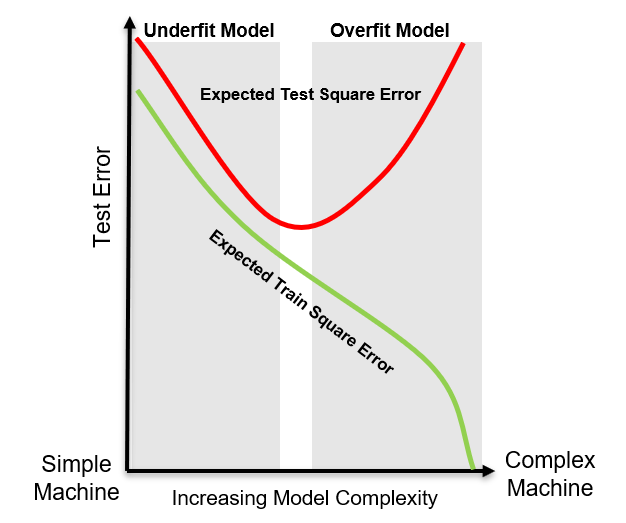 Underfit Model
Overfit Model
Expected Test Square Error
Test Error
Expected Train Square Error
Simple
Machine
Complex
Machine
Increasing Model Complexity